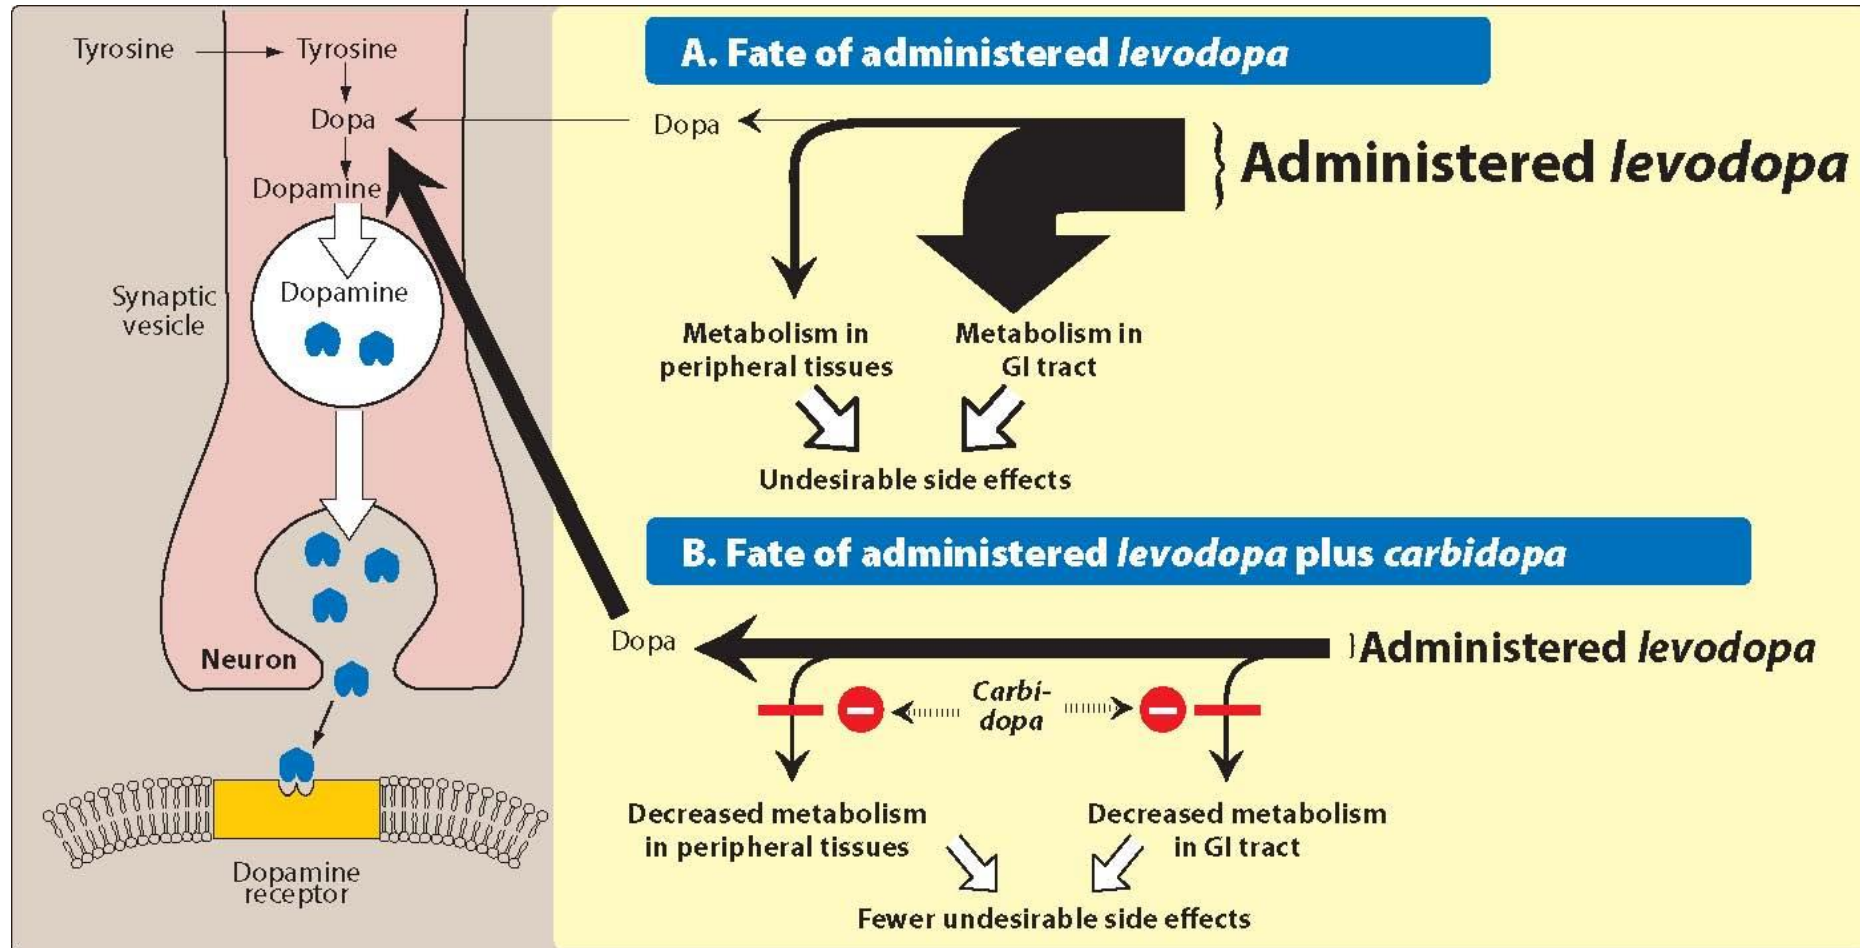 Tyrosine
Tyrosine
Dopa
Dopamine
Dopamine
Synaptic
vesicle
Neuron
Dopamine
receptor
A. Fate of administered levodopa
Dopa
Administered levodopa
Metabolism in
peripheral tissues
Metabolism in
GI tract
Undesirable side effects
B. Fate of administered levodopa plus carbidopa
Dopa
Administered levodopa
Carbi-
dopa
Decreased metabolism
in peripheral tissues
Decreased metabolism
in GI tract
Fewer undesirable side effects